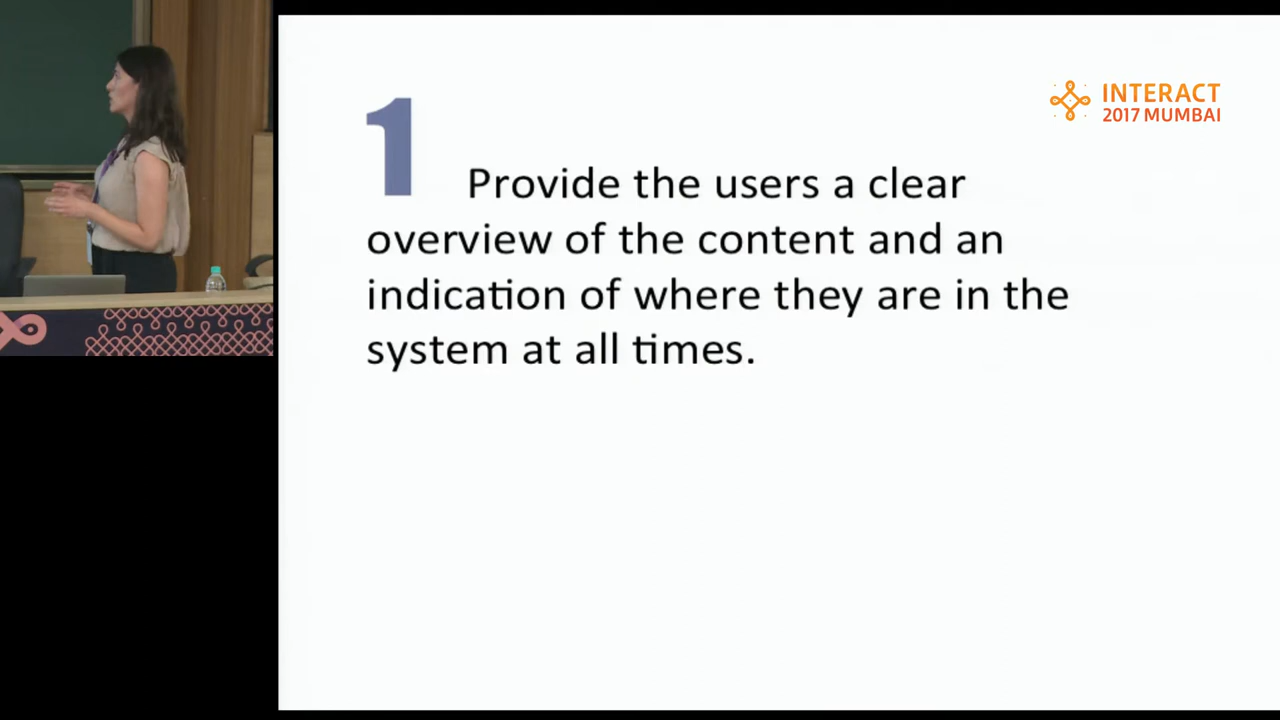 INTERACT
2017 MUMBAI
1 Provide the users a clear
overview of the content and an
indication of where they are in the
system at all times.